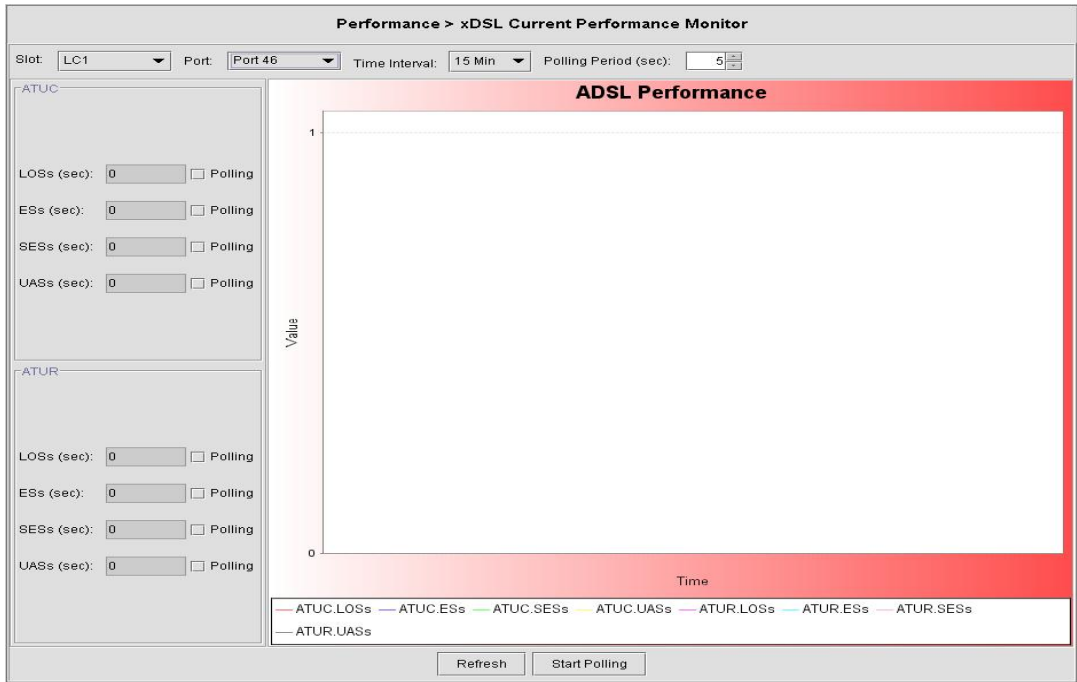 Performance > xDSL Current Performance Monitor
Slot: LC1 Port: Port 46 Time Interval: 15 Min Polling Period (sec): 5
ATUC
LOSs (sec): 0 Polling
ESs (sec): 0 Polling
SESs (sec): 0 Polling
UASs (sec): 0 Polling
ATUR
LOSs (sec): 0 Polling
ESs (sec): 0 Polling
SESs (sec): 0 Polling
UASs (sec): 0 Polling
ADSL Performance
1
Value
0
Time
ATUC.LOSs ATUC.ESs ATUC.SESs ATUC.UASs ATUR.LOSs ATUR.ESs ATUR.SESs
ATUR.UASs
Refresh Start Polling